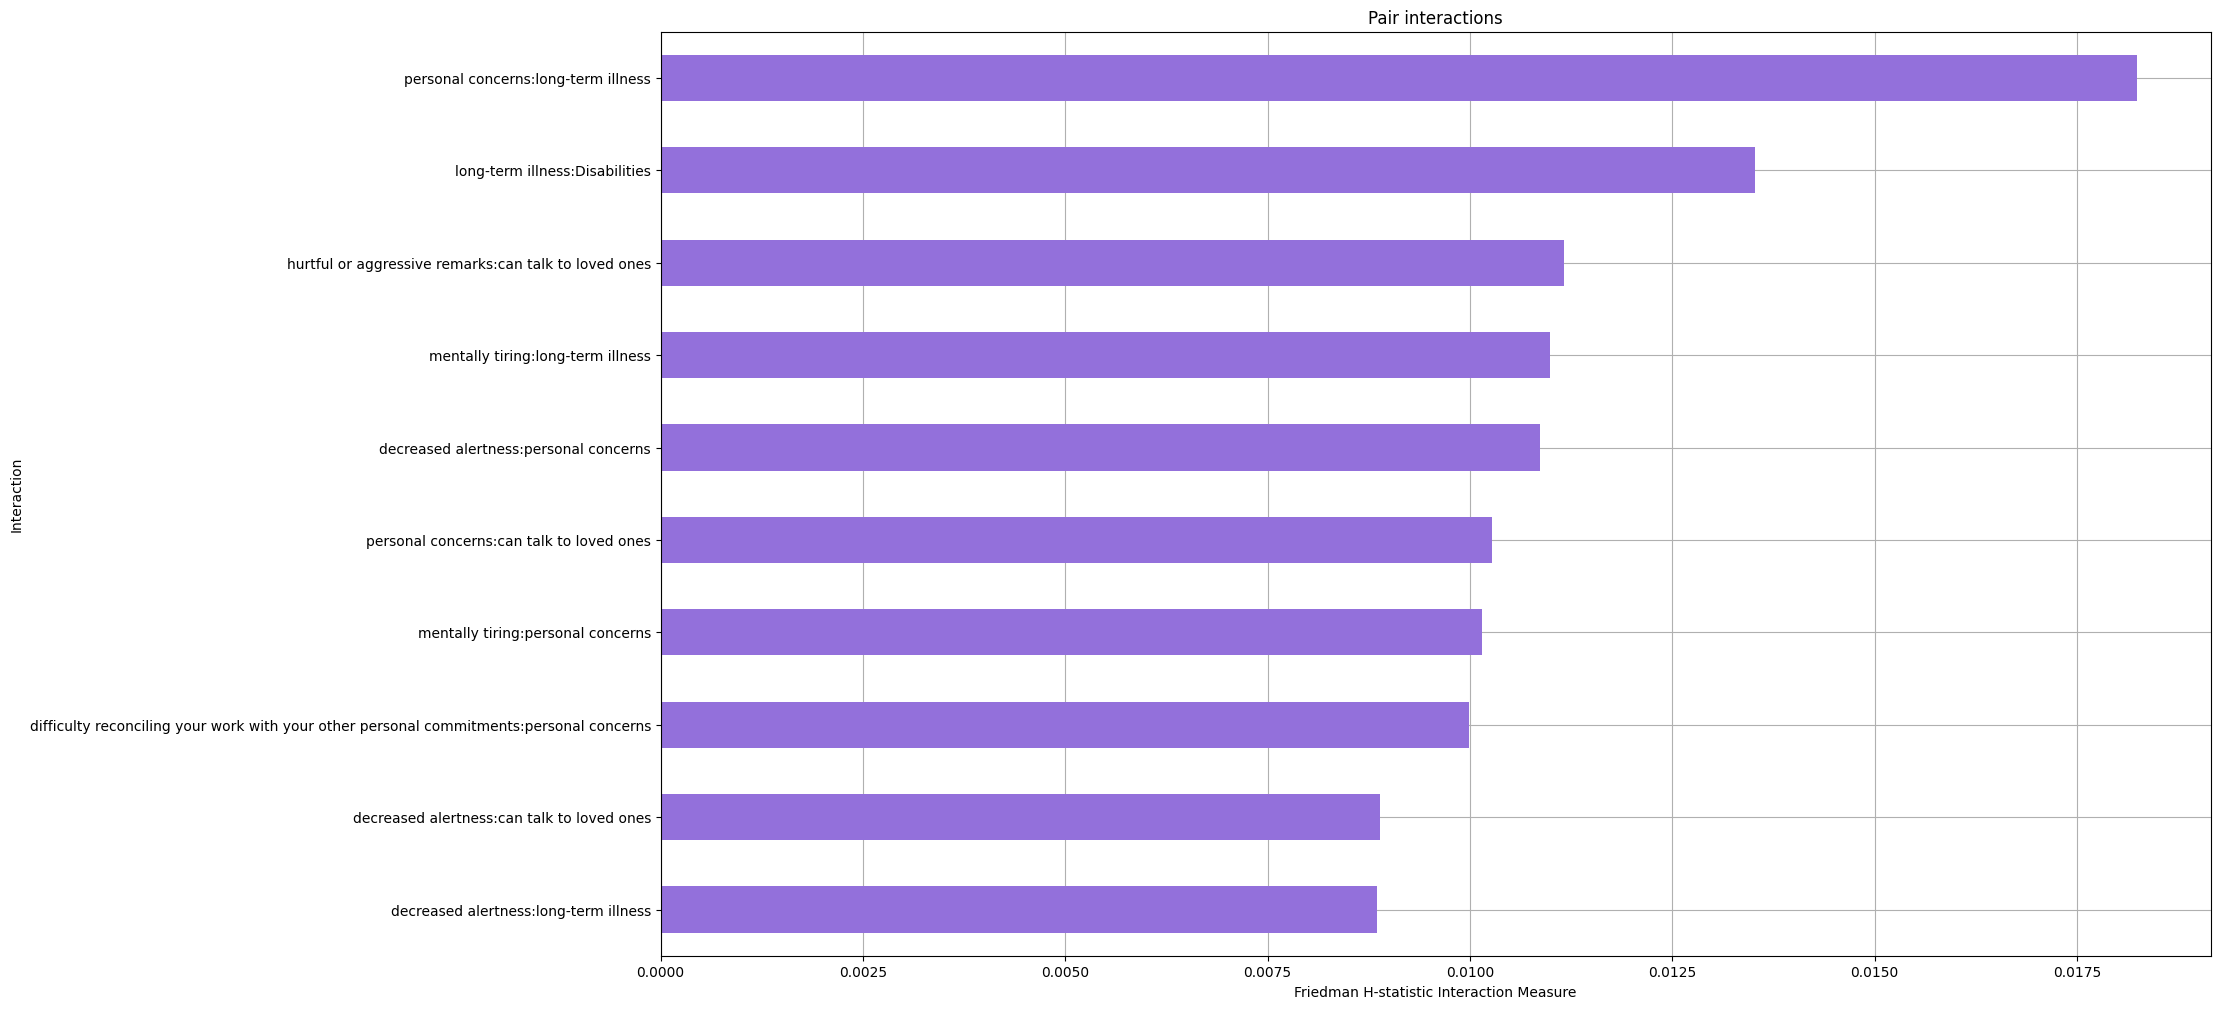 Pair interactions
personal concerns:long-term illness
long-term illness:Disabilities
hurtful or aggressive remarks:can talk to loved ones
mentally tiring:long-term illness
decreased alertness:personal concerns
personal concerns:can talk to loved ones
mentally tiring:personal concerns
difficulty reconciling your work with your other personal commitments:personal concerns
decreased alertness:can talk to loved ones
decreased alertness:long-term illness
Interaction
0.0000 0.0025 0.0050 0.0075 0.0100 0.0125 0.0150 0.0175
Friedman H-statistic Interaction Measure